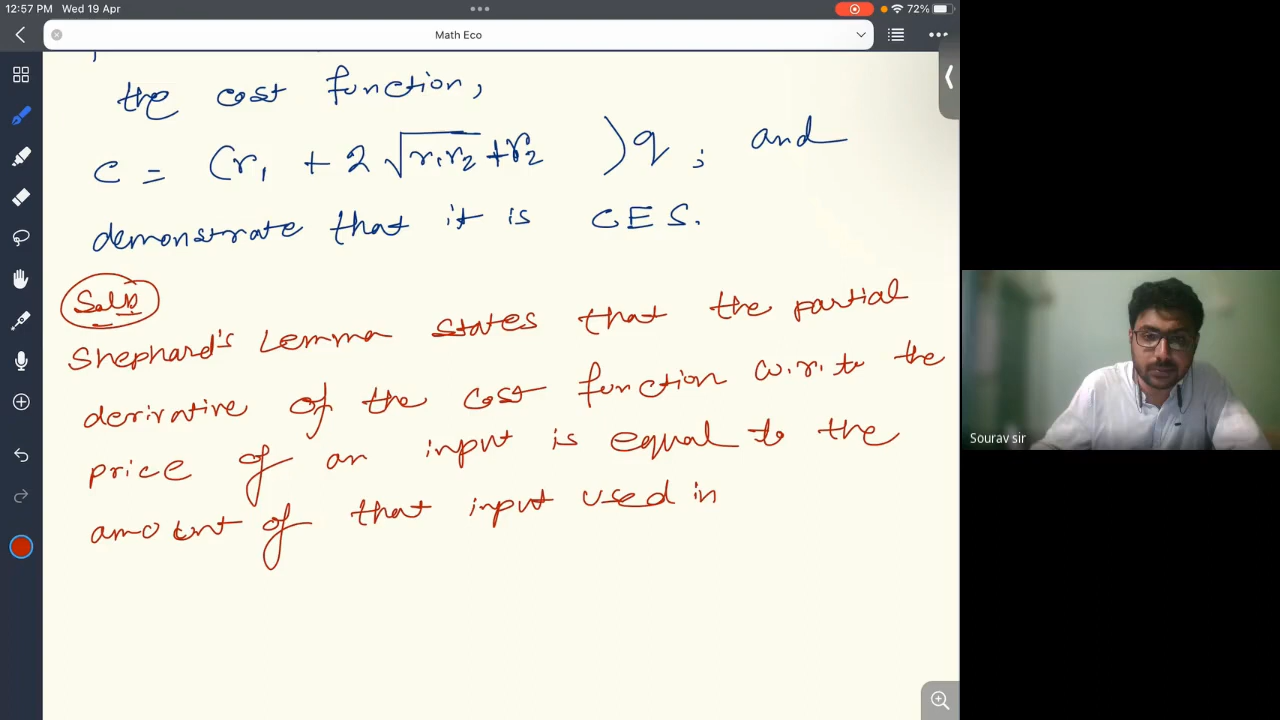 12:57 PM Wed 19 Apr
72%
Math Eco
the cost function,
c = (r₁ + 2√r₁r₂ + r₂ )q ; and
demonstrate that it is CES.
Shephard's Lemma states that the partial
derivative of the cost function w.r. to the
price of an input is equal to the
amount of that input used in
Sourav sir